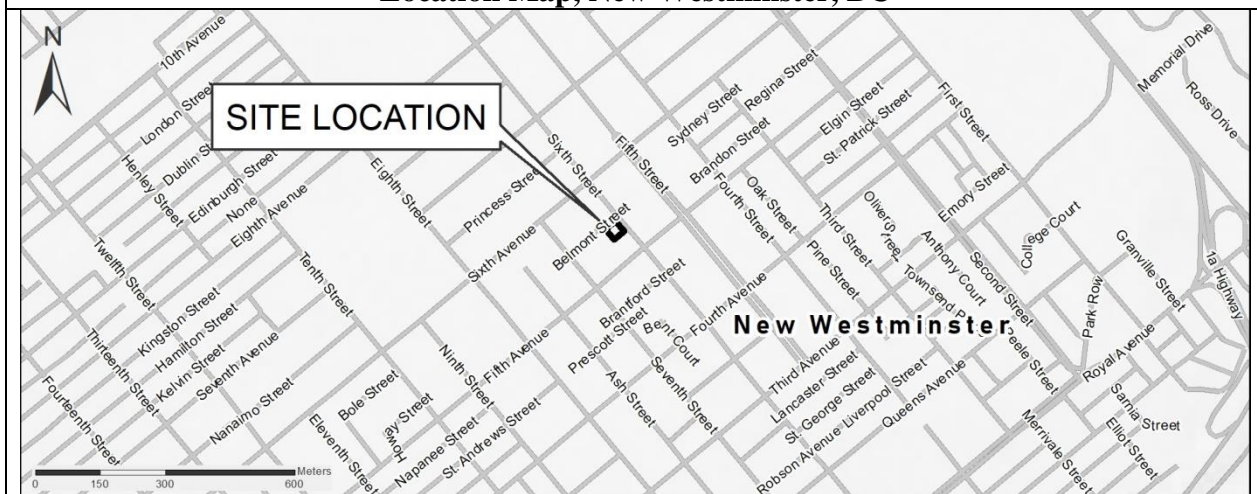 Location Map, New Westminster, BC
N
10th Avenue
London Street
Dublin St
Henley Street
Edinburgh Street
None
Eighth Avenue
SITE LOCATION
Eighth Street
Princess Street
Sixth Street
Fifth Street
Sydney Street
Regina Street
Brandon Street
Elgin Street
St. Patrick Street
First Street
Memorial Drive
Ross Drive
Belmont Street
Sixth Avenue
Fourth Street
Oak Street
Third Street
Emory Street
College Court
Granville Street
1a Highway
Twelfth Street
Tenth Street
Kingston Street
Hamilton Street
Kelvin Street
Seventh Avenue
Thirteenth Street
Fourteenth Street
Nanaimo Street
Eleventh Street
Bole Street
Ninth Street
Fifth Avenue
Napanee Street
St. Andrews Street
Brantford Street
Prescott Street
Bent Court
Fourth Avenue
Ash Street
Seventh Street
Pine Street
Anthony Court
Second Street
Park Row
Royal Avenue
New Westminster
Third Avenue
Lancaster Street
St. George Street
Liverpool Street
Robson Avenue
Queens Avenue
Peele Street
Merrivale Street
Sarnia Street
Elliot Street
Meters
0 150 300 600